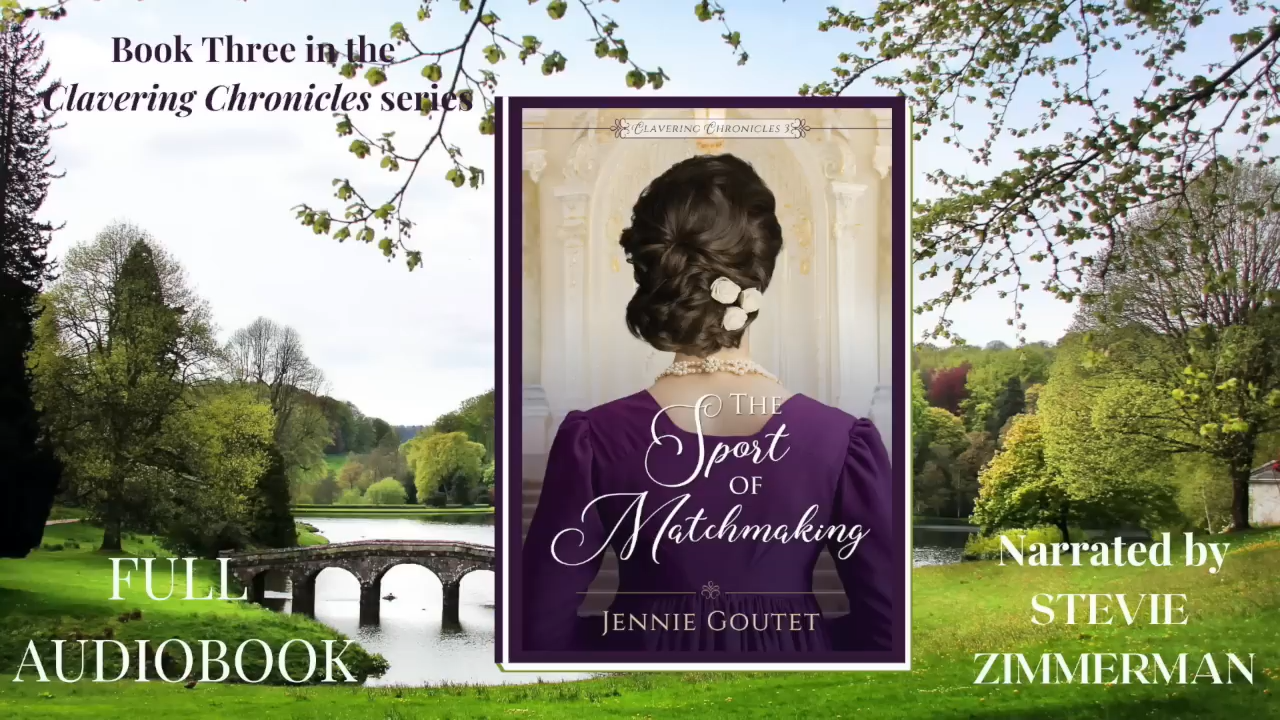 Book Three in the
Clavering Chronicles series
CLAVERING CHRONICLES 3
THE
Sport
OF
Matchmaking
JENNIE GOUTET
FULL
AUDIOBOOK
Narrated by
STEVIE
ZIMMERMAN